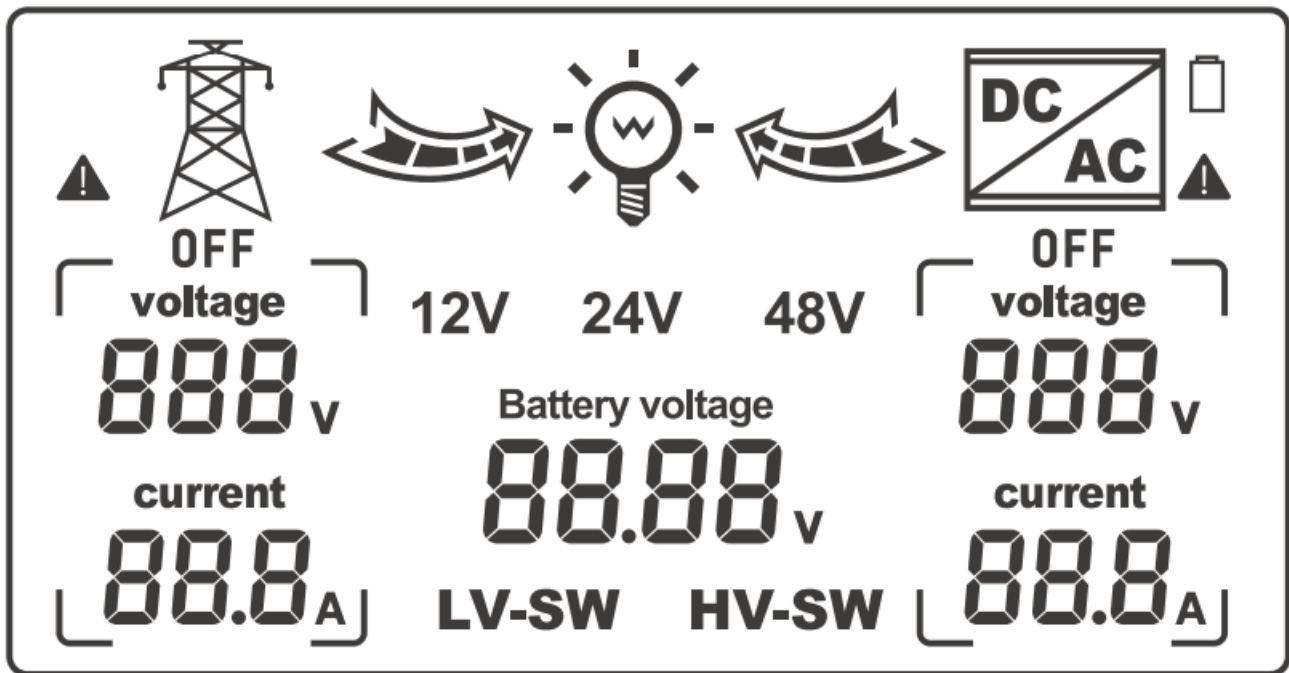 DC
AC
OFF
OFF
voltage
12V 24V 48V
voltage
888 V
Battery voltage
888 V
88.88 V
current
current
88.8 A
LV-SW HV-SW
88.8 A